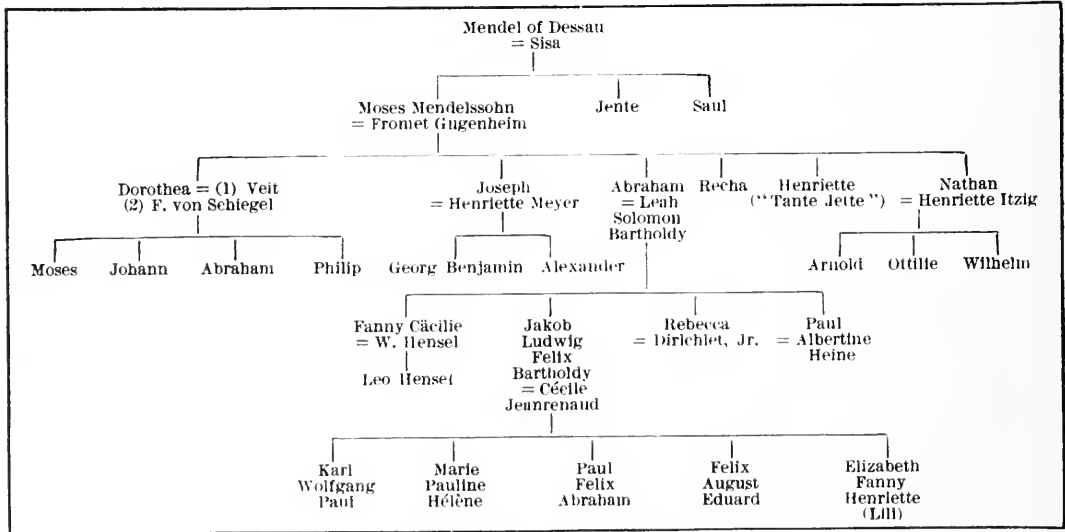 Mendel of Dessau
= Sisa
Moses Mendelssohn
= Fromet Gugenheim
Jente
Saul
Dorothea = (1) Veit
(2) F. von Schlegel
Joseph
= Henriette Meyer
Abraham
= Leah
Solomon
Bartholdy
Recha
Henriette
("Tante Jette")
Nathan
= Henriette Itzig
Moses
Johann
Abraham
Philip
Georg Benjamin
Alexander
Arnold
Ottilie
Wilhelm
Fanny Cäcilie
= W. Hensel
Leo Hensel
Jakob
Ludwig
Felix
Bartholdy
= Cécile
Jeanrenaud
Rebecca
= Dirichlet, Jr.
Paul
= Albertine
Heine
Karl
Wolfgang
Paul
Marie
Pauline
Hélène
Paul
Felix
Abraham
Felix
August
Eduard
Elizabeth
Fanny
Henriette
(Lili)